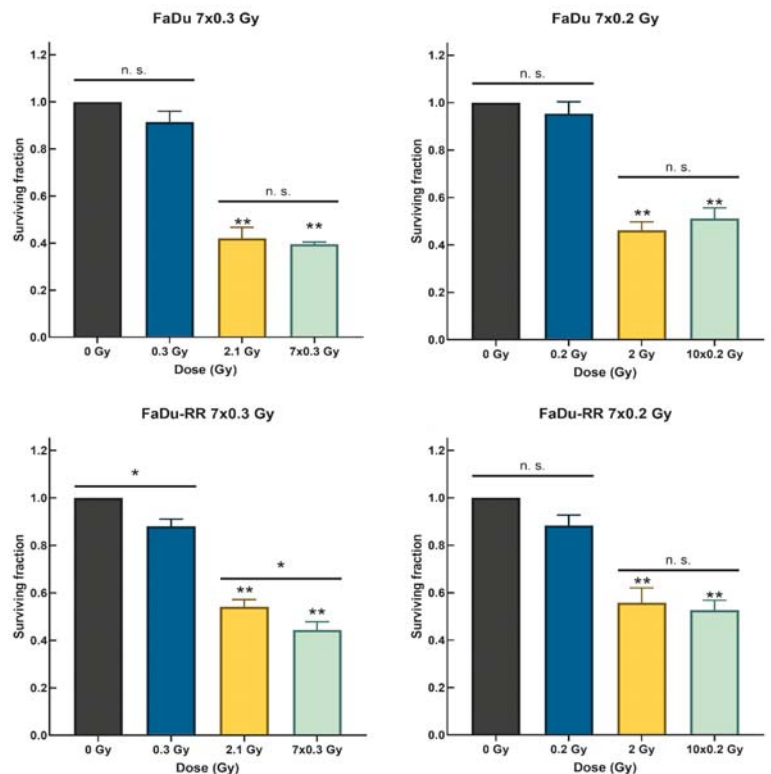 FaDu 7x0.3 Gy
1.2
1.0
0.8
0.6
0.4
0.2
0.0
Surviving fraction
n. s.
n. s.
**
**
0 Gy
0.3 Gy
2.1 Gy
7x0.3 Gy
Dose (Gy)
FaDu 7x0.2 Gy
1.2
1.0
0.8
0.6
0.4
0.2
0.0
Surviving fraction
n. s.
n. s.
**
**
0 Gy
0.2 Gy
2 Gy
10x0.2 Gy
Dose (Gy)
FaDu-RR 7x0.3 Gy
1.2
1.0
0.8
0.6
0.4
0.2
0.0
Surviving fraction
*
*
**
**
0 Gy
0.3 Gy
2.1 Gy
7x0.3 Gy
Dose (Gy)
FaDu-RR 7x0.2 Gy
1.2
1.0
0.8
0.6
0.4
0.2
0.0
Surviving fraction
n. s.
n. s.
**
**
0 Gy
0.2 Gy
2 Gy
10x0.2 Gy
Dose (Gy)